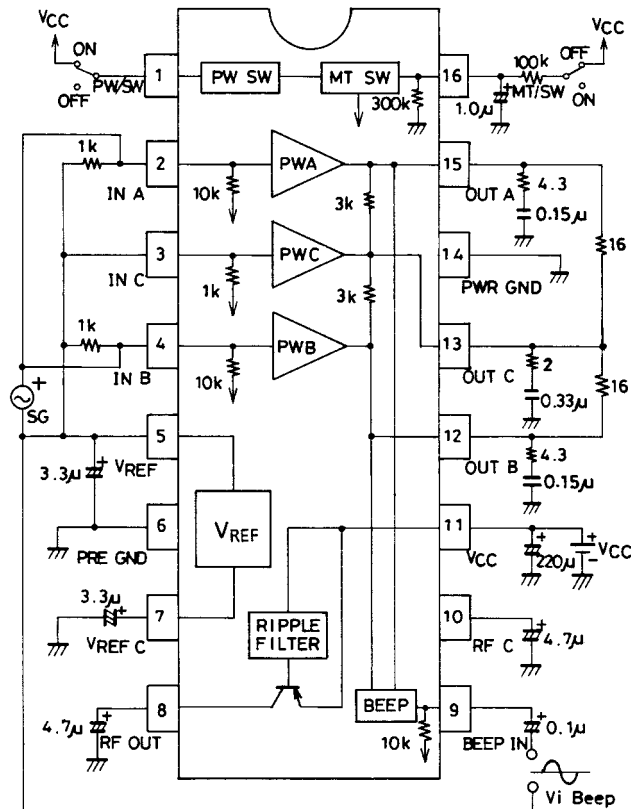 VCC
ON
OFF
PW/SW
1
PW SW
MT SW
300k
16
1.0μ
100k
MT/SW
OFF
ON
VCC
1k
2
IN A
10k
PWA
3k
15
OUT A
4.3
0.15μ
16
3
IN C
1k
PWC
3k
14
PWR GND
1k
4
IN B
10k
PWB
13
OUT C
2
0.33μ
16
SG
5
VREF
3.3μ
12
OUT B
4.3
0.15μ
6
PRE GND
VREF
11
VCC
220μ
VCC
3.3μ
7
VREF C
RIPPLE
FILTER
10
RF C
4.7μ
8
RF OUT
4.7μ
BEEP
10k
9
BEEP IN
0.1μ
Vi Beep